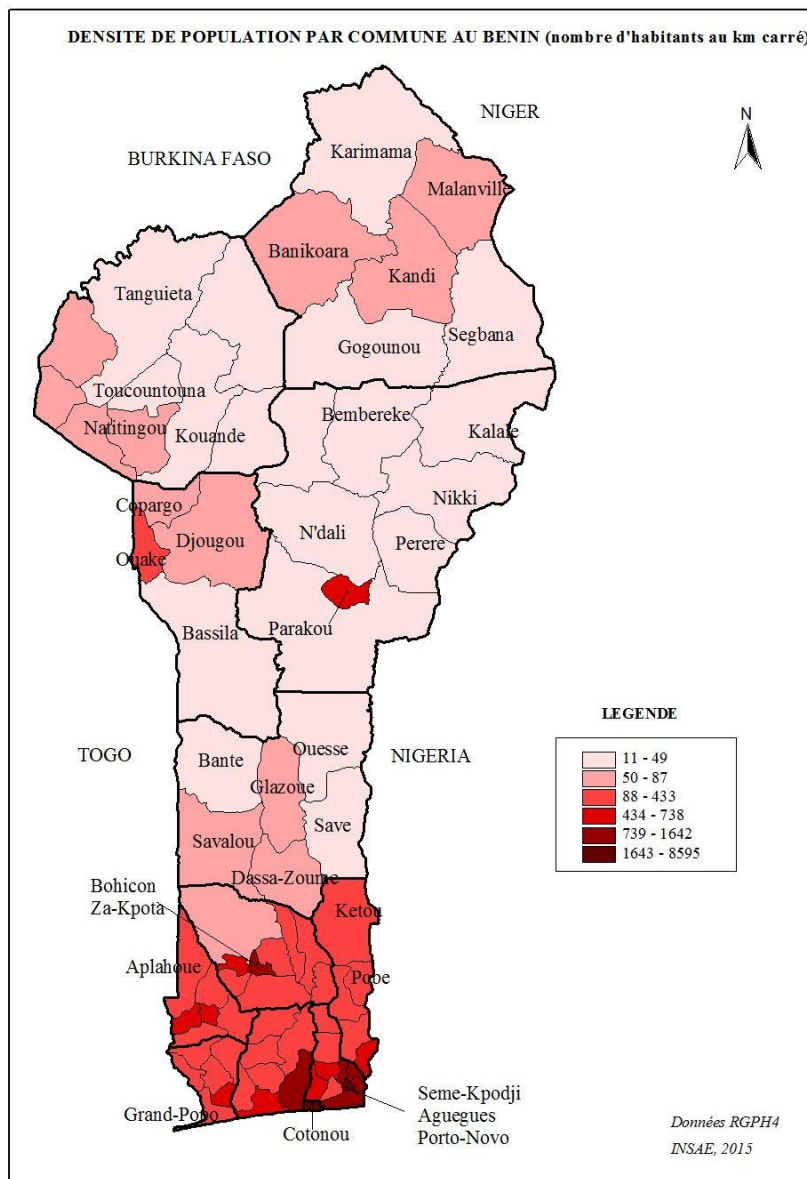 DENSITE DE POPULATION PAR COMMUNE AU BENIN (nombre d'habitants au km carré)
NIGER
N
Karimama
BURKINA FASO
Malanville
Banikoara
Kandi
Tanguieta
Segbana
Gogounou
Toucountouna
Bembereke
Natitingou
Kouande
Kalale
Nikki
Copargo
N'dali
Djougou
Perere
Ouake
Parakou
Bassila
LEGENDE
TOGO
Ouesse
NIGERIA
Bante
11 - 49
50 - 87
88 - 433
434 - 738
739 - 1642
1643 - 8595
Glazoue
Save
Savalou
Dassa-Zoume
Bohicon
Za-Kpota
Ketou
Aplahoue
Pobe
Seme-Kpodji
Aguegues
Porto-Novo
Grand-Popo
Cotonou
Données RGPH4
INSAE, 2015